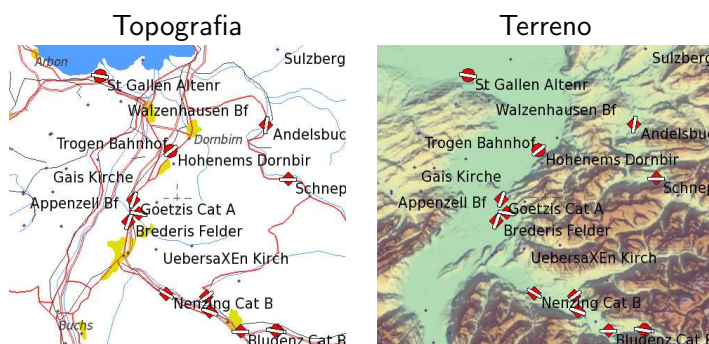 Topografia
Terreno
Arbon
Sulzberg
St Gallen Altenr
Walzenhausen Bf
Dornbirn
Andelsbuc
Trogen Bahnhof
Hohenems Dornbir
Gais Kirche
Schnep
Appenzell Bf
Goetzis Cat A
Brederis Felder
UebersaXEn Kirch
Nenzing Cat B
Buchs
Bludenz Cat B
Sulzberg
St Gallen Altenr
Walzenhausen Bf
Andelsbuc
Trogen Bahnhof
Hohenems Dornbir
Gais Kirche
Schnep
Appenzell Bf
Goetzis Cat A
Brederis Felder
UebersaXEn Kirch
Nenzing Cat B
Bludenz Cat B